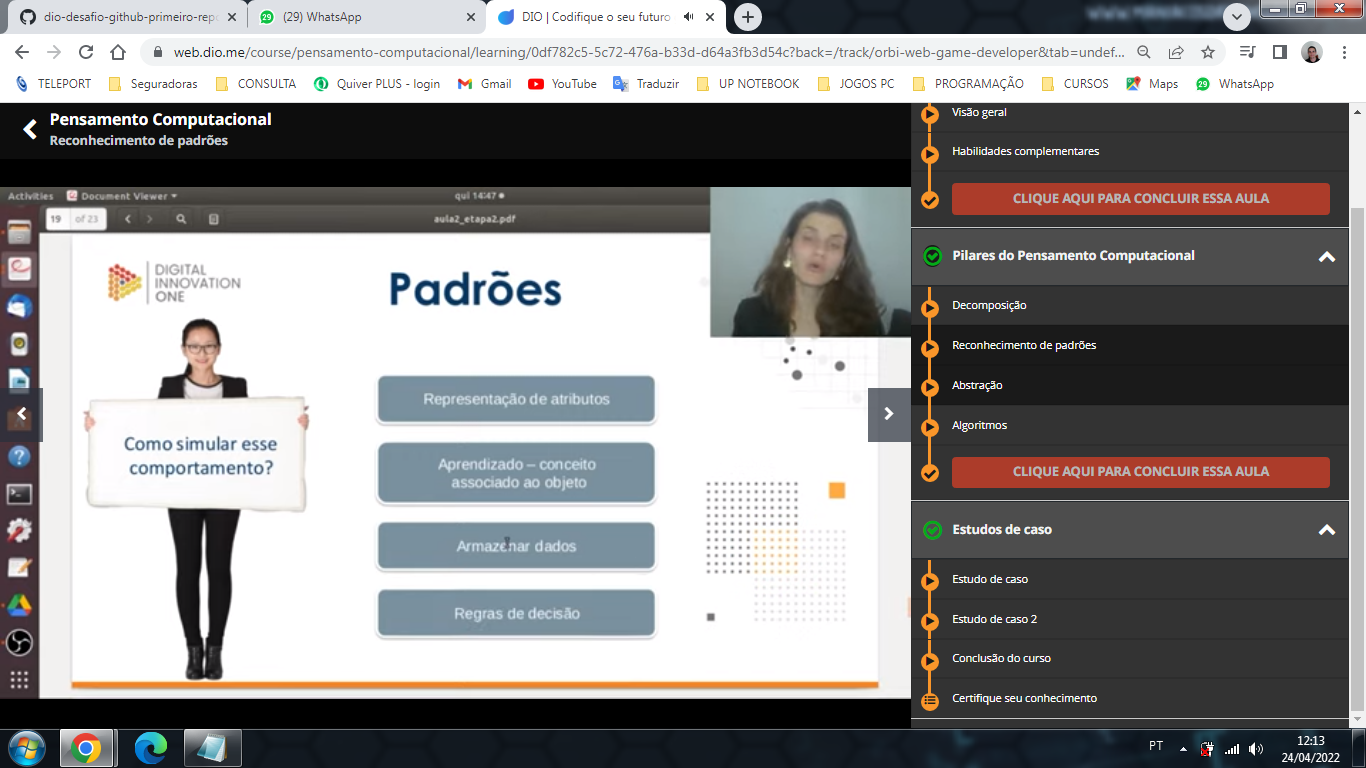 dio-desafio-github-primeiro-repo
(29) WhatsApp
DIO | Codifique o seu futuro
web.dio.me/course/pensamento-computacional/learning/0df782c5-5c72-476a-b33d-d64a3fb3d54c?back=/track/orbi-web-game-developer&tab=undef...
TELEPORT
Seguradoras
CONSULTA
Quiver PLUS - login
Gmail
YouTube
Traduzir
UP NOTEBOOK
JOGOS PC
PROGRAMAÇÃO
CURSOS
Maps
29
WhatsApp
Pensamento Computacional
Reconhecimento de padrões
Activities
Document Viewer
qui 14:47
19 of 23
aula2_etapa2.pdf
DIGITAL
INNOVATION
ONE
Padrões
Como simular esse
comportamento?
Representação de atributos
Aprendizado – conceito
associado ao objeto
Armazenar dados
Regras de decisão
Visão geral
Habilidades complementares
CLIQUE AQUI PARA CONCLUIR ESSA AULA
Pilares do Pensamento Computacional
Decomposição
Reconhecimento de padrões
Abstração
Algoritmos
CLIQUE AQUI PARA CONCLUIR ESSA AULA
Estudos de caso
Estudo de caso
Estudo de caso 2
Conclusão do curso
Certifique seu conhecimento
PT
12:13
24/04/2022